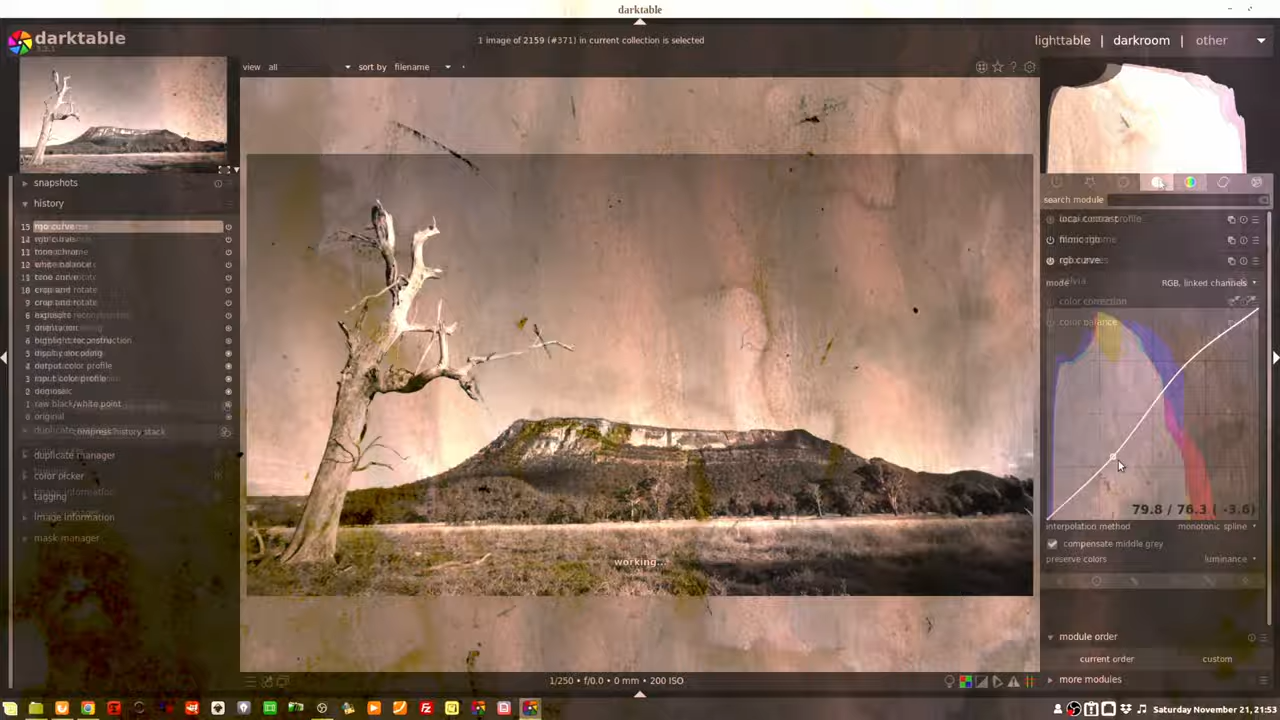 darktable
darktable
1 image of 2159 (#371) in current collection is selected
lighttable | darkroom | other
view all
sort by filename
snapshots
history
search module
15 rgb curve
14
13 monochrome
12 white balance
11 tone curve
10 crop and rotate
9 crop and rotate
8 exposure
7 orientation
6 highlight reconstruction
5 display encoding
4 output color profile
3 input color profile
2 demosaic
1 raw black/white point
0 original
compress history stack
duplicate manager
color picker
tagging
image information
mask manager
local contrast
filmic rgb
rgb curve
mode RGB, linked channels
color correction
color balance
79.8 / 76.3 (-3.6)
interpolation method monotonic spline
compensate middle grey
preserve colors luminance
working...
module order
current order custom
more modules
1/250 • f/0.0 • 0 mm • 200 ISO
Saturday November 21, 21:53